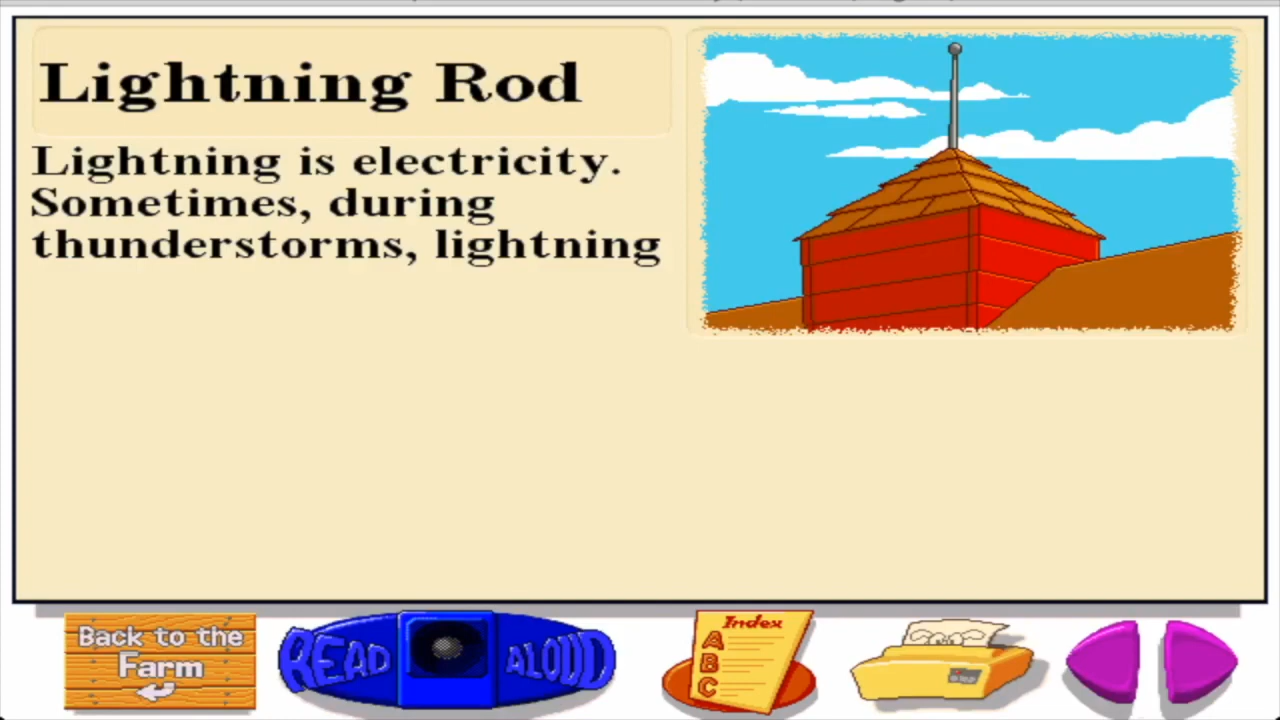 Lightning Rod
Lightning is electricity.
Sometimes, during
thunderstorms, lightning
Back to the
Farm
READ ALOUD
Index
A
B
C